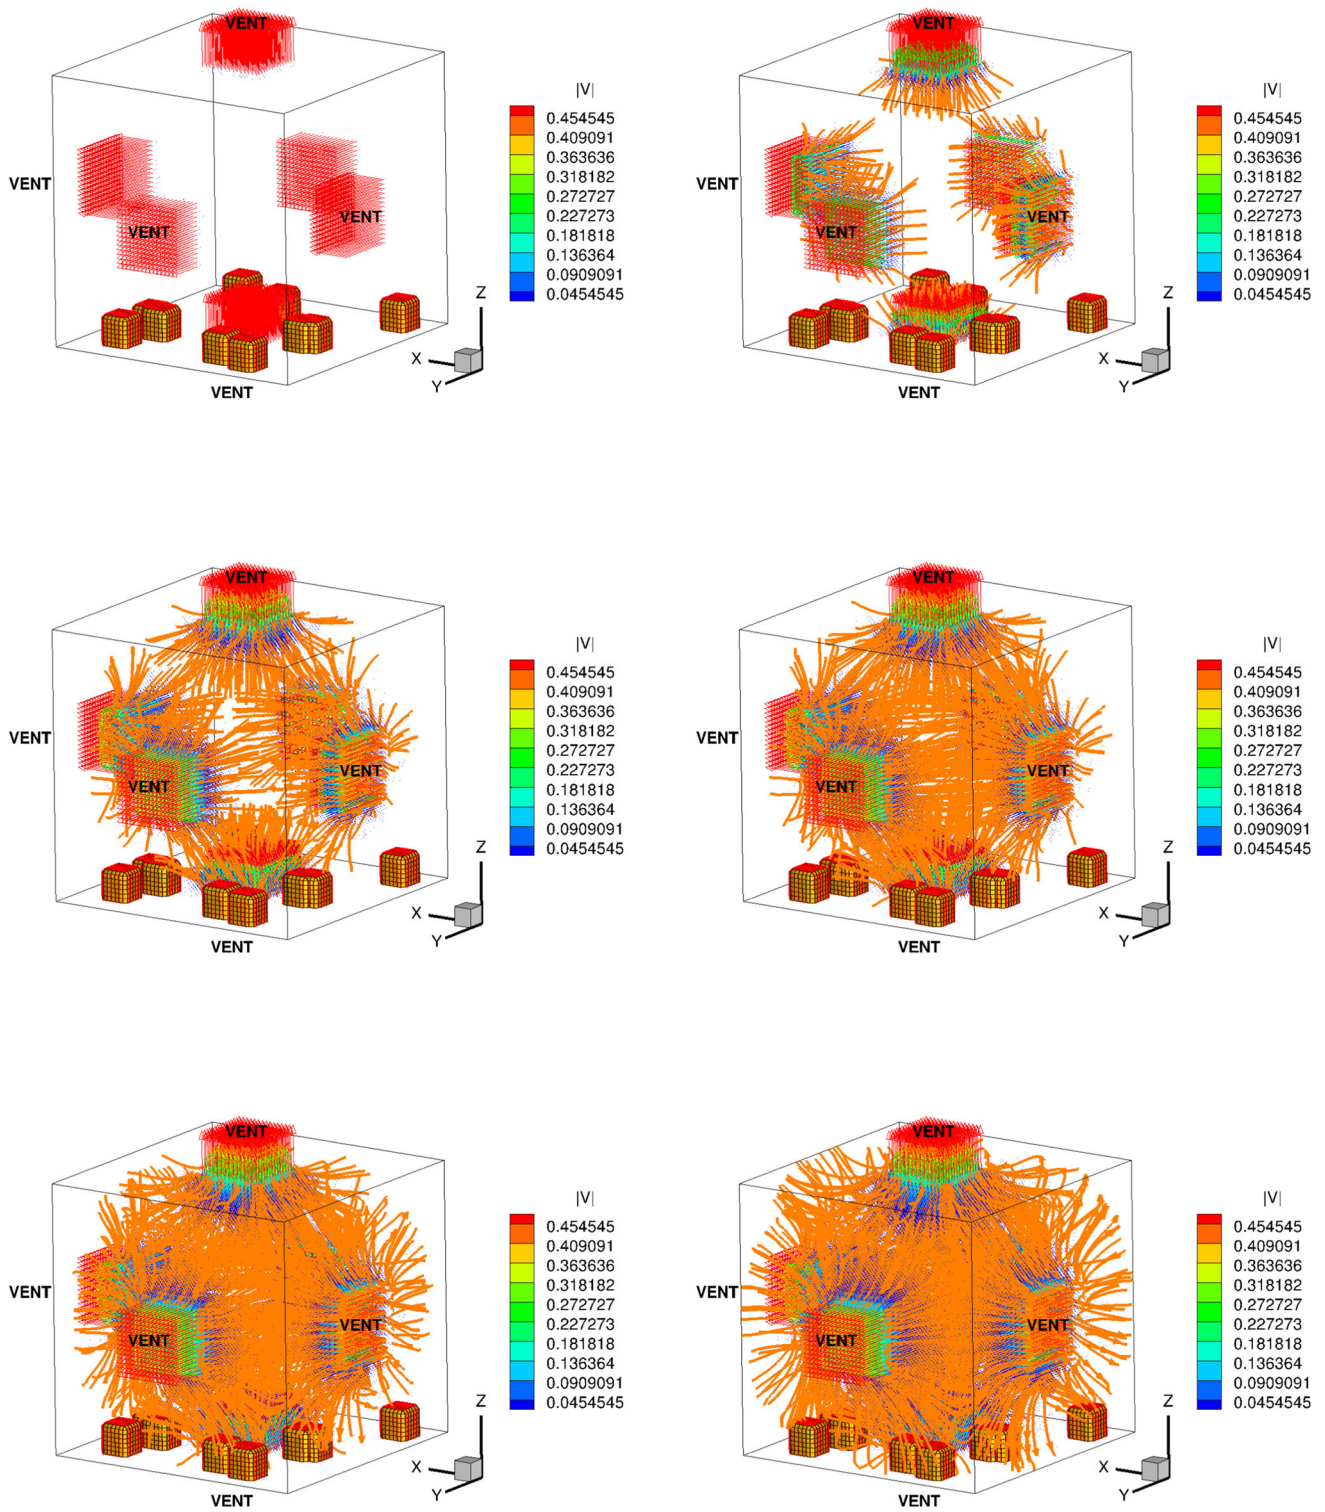 VENT
|V|
0.454545
0.409091
0.363636
0.318182
0.272727
0.227273
0.181818
0.136364
0.0909091
0.0454545
VENT
VENT
VENT
Z
X
Y
VENT
VENT
|V|
0.454545
0.409091
0.363636
0.318182
0.272727
0.227273
0.181818
0.136364
0.0909091
0.0454545
VENT
VENT
VENT
Z
X
Y
VENT
VENT
|V|
0.454545
0.409091
0.363636
0.318182
0.272727
0.227273
0.181818
0.136364
0.0909091
0.0454545
VENT
VENT
VENT
Z
X
Y
VENT
VENT
|V|
0.454545
0.409091
0.363636
0.318182
0.272727
0.227273
0.181818
0.136364
0.0909091
0.0454545
VENT
VENT
VENT
Z
X
Y
VENT
VENT
|V|
0.454545
0.409091
0.363636
0.318182
0.272727
0.227273
0.181818
0.136364
0.0909091
0.0454545
VENT
VENT
VENT
Z
X
Y
VENT
VENT
|V|
0.454545
0.409091
0.363636
0.318182
0.272727
0.227273
0.181818
0.136364
0.0909091
0.0454545
VENT
VENT
VENT
Z
X
Y
VENT